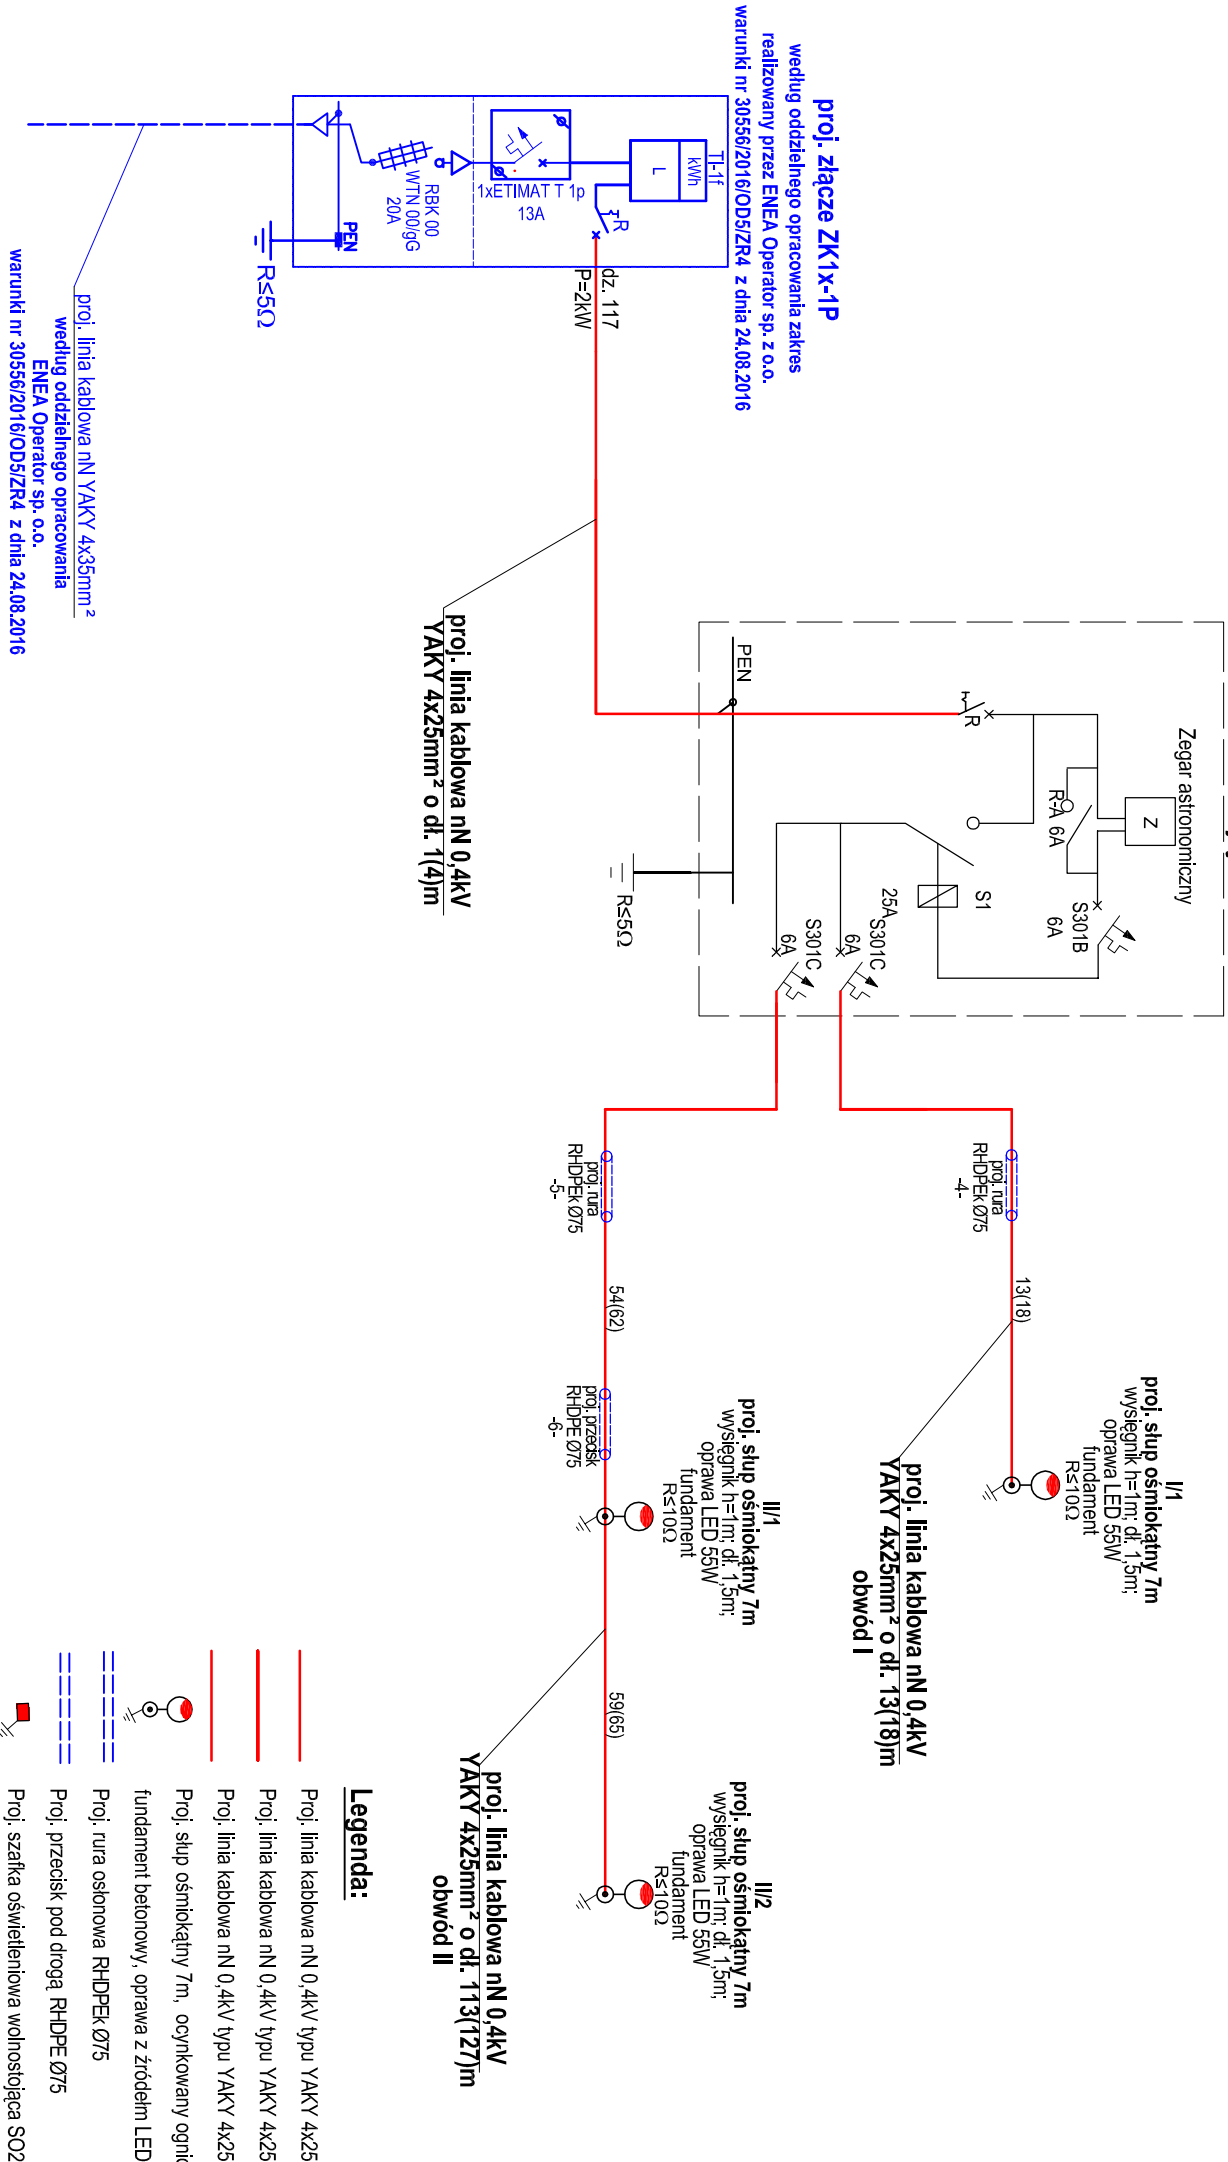 proj. złącze ZK1x-1P
według oddzielnego opracowania zakres
realizowany przez ENEA Operator sp. z o.o.
warunki nr 30556/2016/OD5/ZR4 z dnia 24.08.2016
TI-1f
kWh
L
1xETIMAT T 1p
13A
R
RBK 00
WTN 00/gG
20A
PEN
R≤5Ω
dz. 117
P=2kW
proj. linia kablowa nN YAKY 4x35mm²
według oddzielnego opracowania
ENEA Operator sp. o.o.
warunki nr 30556/2016/OD5/ZR4 z dnia 24.08.2016
proj. linia kablowa nN 0,4kV
YAKY 4x25mm² o dł. 1(4)m
Zegar astronomiczny
Z
R-A 6A
S301B
6A
R
S1
25A
S301C
6A
S301C
6A
PEN
R≤5Ω
proj. rura
RHDPEk Ø75
-4-
13(18)
I/1
proj. słup ośmiokątny 7m
wysięgnik h=1m; dł. 1,5m;
oprawa LED 55W
fundament
R≤10Ω
proj. linia kablowa nN 0,4kV
YAKY 4x25mm² o dł. 13(18)m
obwód I
proj. rura
RHDPEk Ø75
-5-
54(62)
proj. przecisk
RHDPE Ø75
-6-
II/1
proj. słup ośmiokątny 7m
wysięgnik h=1m; dł. 1,5m;
oprawa LED 55W
fundament
R≤10Ω
59(65)
II/2
proj. słup ośmiokątny 7m
wysięgnik h=1m; dł. 1,5m;
oprawa LED 55W
fundament
R≤10Ω
proj. linia kablowa nN 0,4kV
YAKY 4x25mm² o dł. 113(127)m
obwód II
Legenda:
Proj. linia kablowa nN 0,4kV typu YAKY 4x25
Proj. linia kablowa nN 0,4kV typu YAKY 4x25
Proj. linia kablowa nN 0,4kV typu YAKY 4x25
Proj. słup ośmiokątny 7m, ocynkowany ognio
fundament betonowy, oprawa z źródełm LED
Proj. rura osłonowa RHDPEk Ø75
Proj. przecisk pod drogą RHDPE Ø75
Proj. szafka oświetleniowa wolnostojąca SO2